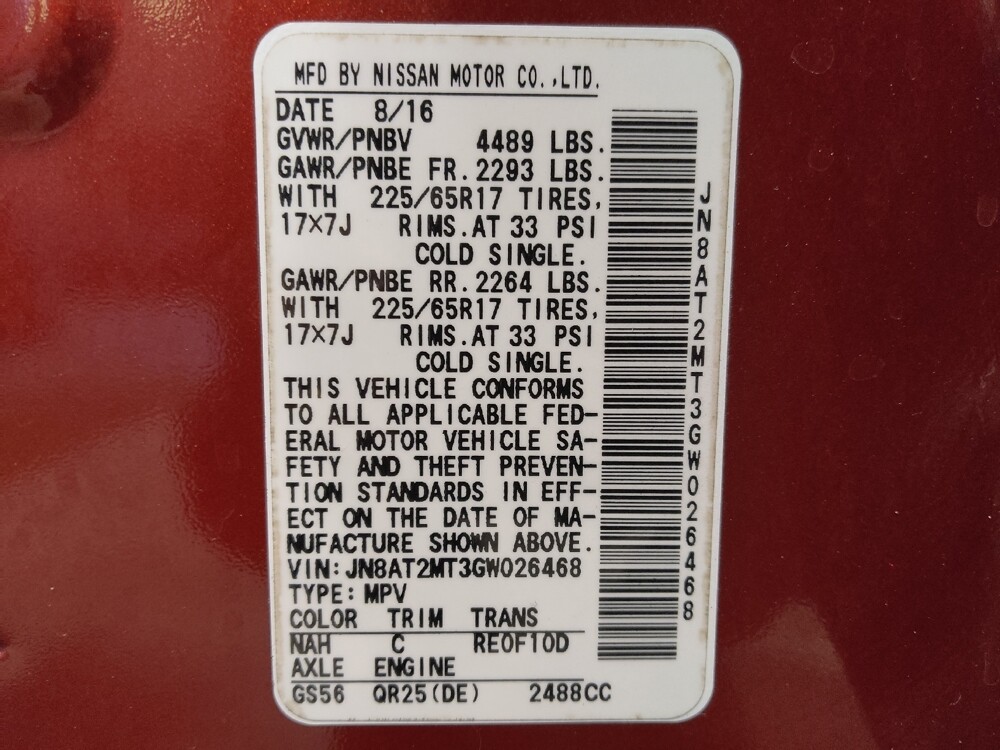 MFD BY NISSAN MOTOR CO.,LTD.
DATE 8/16
GVWR/PNBV 4489 LBS.
GAWR/PNBE FR.2293 LBS.
WITH 225/65R17 TIRES,
17×7J RIMS.AT 33 PSI
COLD SINGLE.
GAWR/PNBE RR.2264 LBS.
WITH 225/65R17 TIRES,
17×7J RIMS.AT 33 PSI
COLD SINGLE.
THIS VEHICLE CONFORMS
TO ALL APPLICABLE FED-
ERAL MOTOR VEHICLE SA-
FETY AND THEFT PREVEN-
TION STANDARDS IN EFF-
ECT ON THE DATE OF MA-
NUFACTURE SHOWN ABOVE.
VIN:JN8AT2MT3GW026468
TYPE:MPV
COLOR TRIM TRANS
NAH C RE0F10D
AXLE ENGINE
GS56 QR25(DE) 2488CC
JN8AT2MT3GW026468